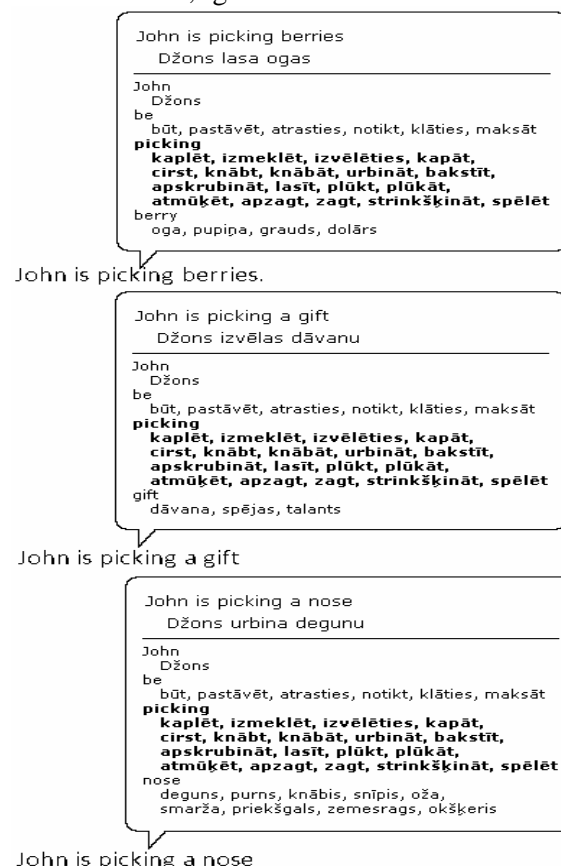 John is picking berries
Džons lasa ogas
John
Džons
be
būt, pastāvēt, atrasties, notikt, klāties, maksāt
picking
kaplēt, izmeklēt, izvēlēties, kapāt,
cirst, knābt, knābāt, urbināt, bakstīt,
apskrubināt, lasīt, plūkt, plūkāt,
atmūķēt, apzagt, zagt, strinkšķināt, spēlēt
berry
oga, pupiņa, grauds, dolārs
John is picking berries.
John is picking a gift
Džons izvēlas dāvanu
John
Džons
be
būt, pastāvēt, atrasties, notikt, klāties, maksāt
picking
kaplēt, izmeklēt, izvēlēties, kapāt,
cirst, knābt, knābāt, urbināt, bakstīt,
apskrubināt, lasīt, plūkt, plūkāt,
atmūķēt, apzagt, zagt, strinkšķināt, spēlēt
gift
dāvana, spējas, talants
John is picking a gift
John is picking a nose
Džons urbina degunu
John
Džons
be
būt, pastāvēt, atrasties, notikt, klāties, maksāt
picking
kaplēt, izmeklēt, izvēlēties, kapāt,
cirst, knābt, knābāt, urbināt, bakstīt,
apskrubināt, lasīt, plūkt, plūkāt,
atmūķēt, apzagt, zagt, strinkšķināt, spēlēt
nose
deguns, purns, knābis, snīpis, oža,
smarža, priekšgals, zemesrags, okšķeris
John is picking a nose